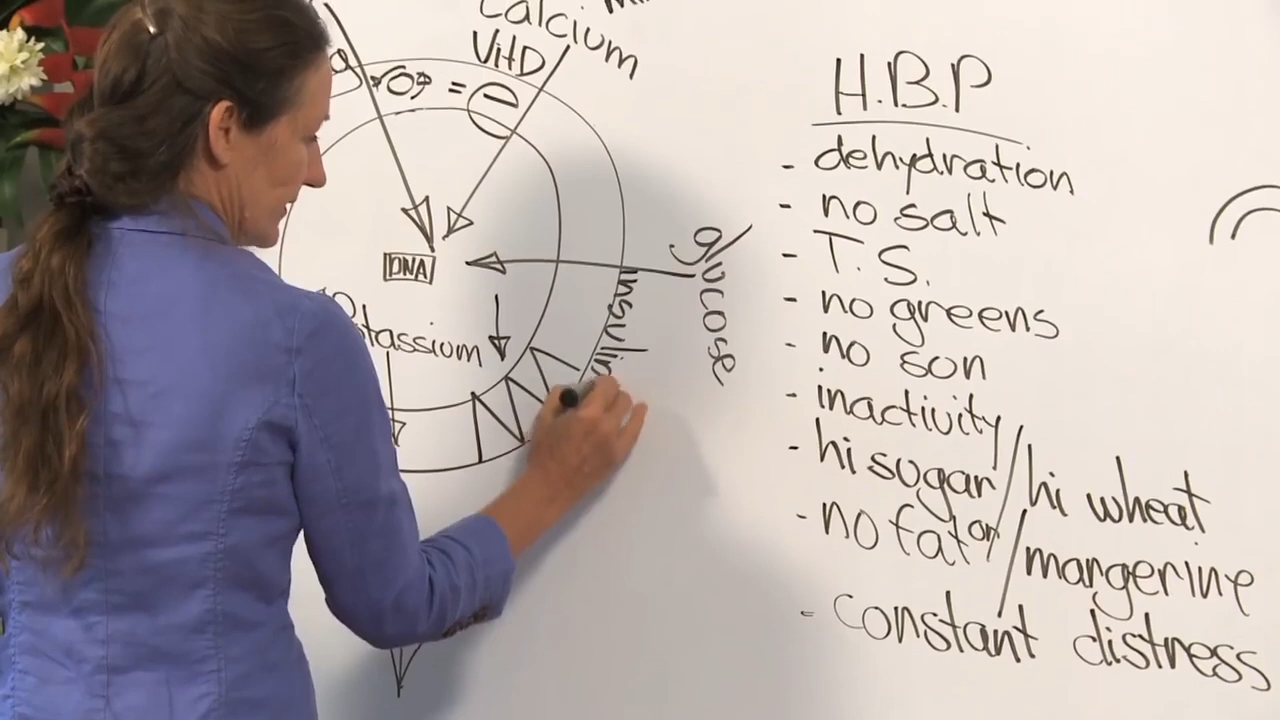 Calcium
VitD
=
DNA
Potassium
glucose
insulin
H.B.P
- dehydration
- no salt
- T.S.
- no greens
- no son
- inactivity
- hi sugar/hi wheat
- no fat or/mangerine
- constant distress